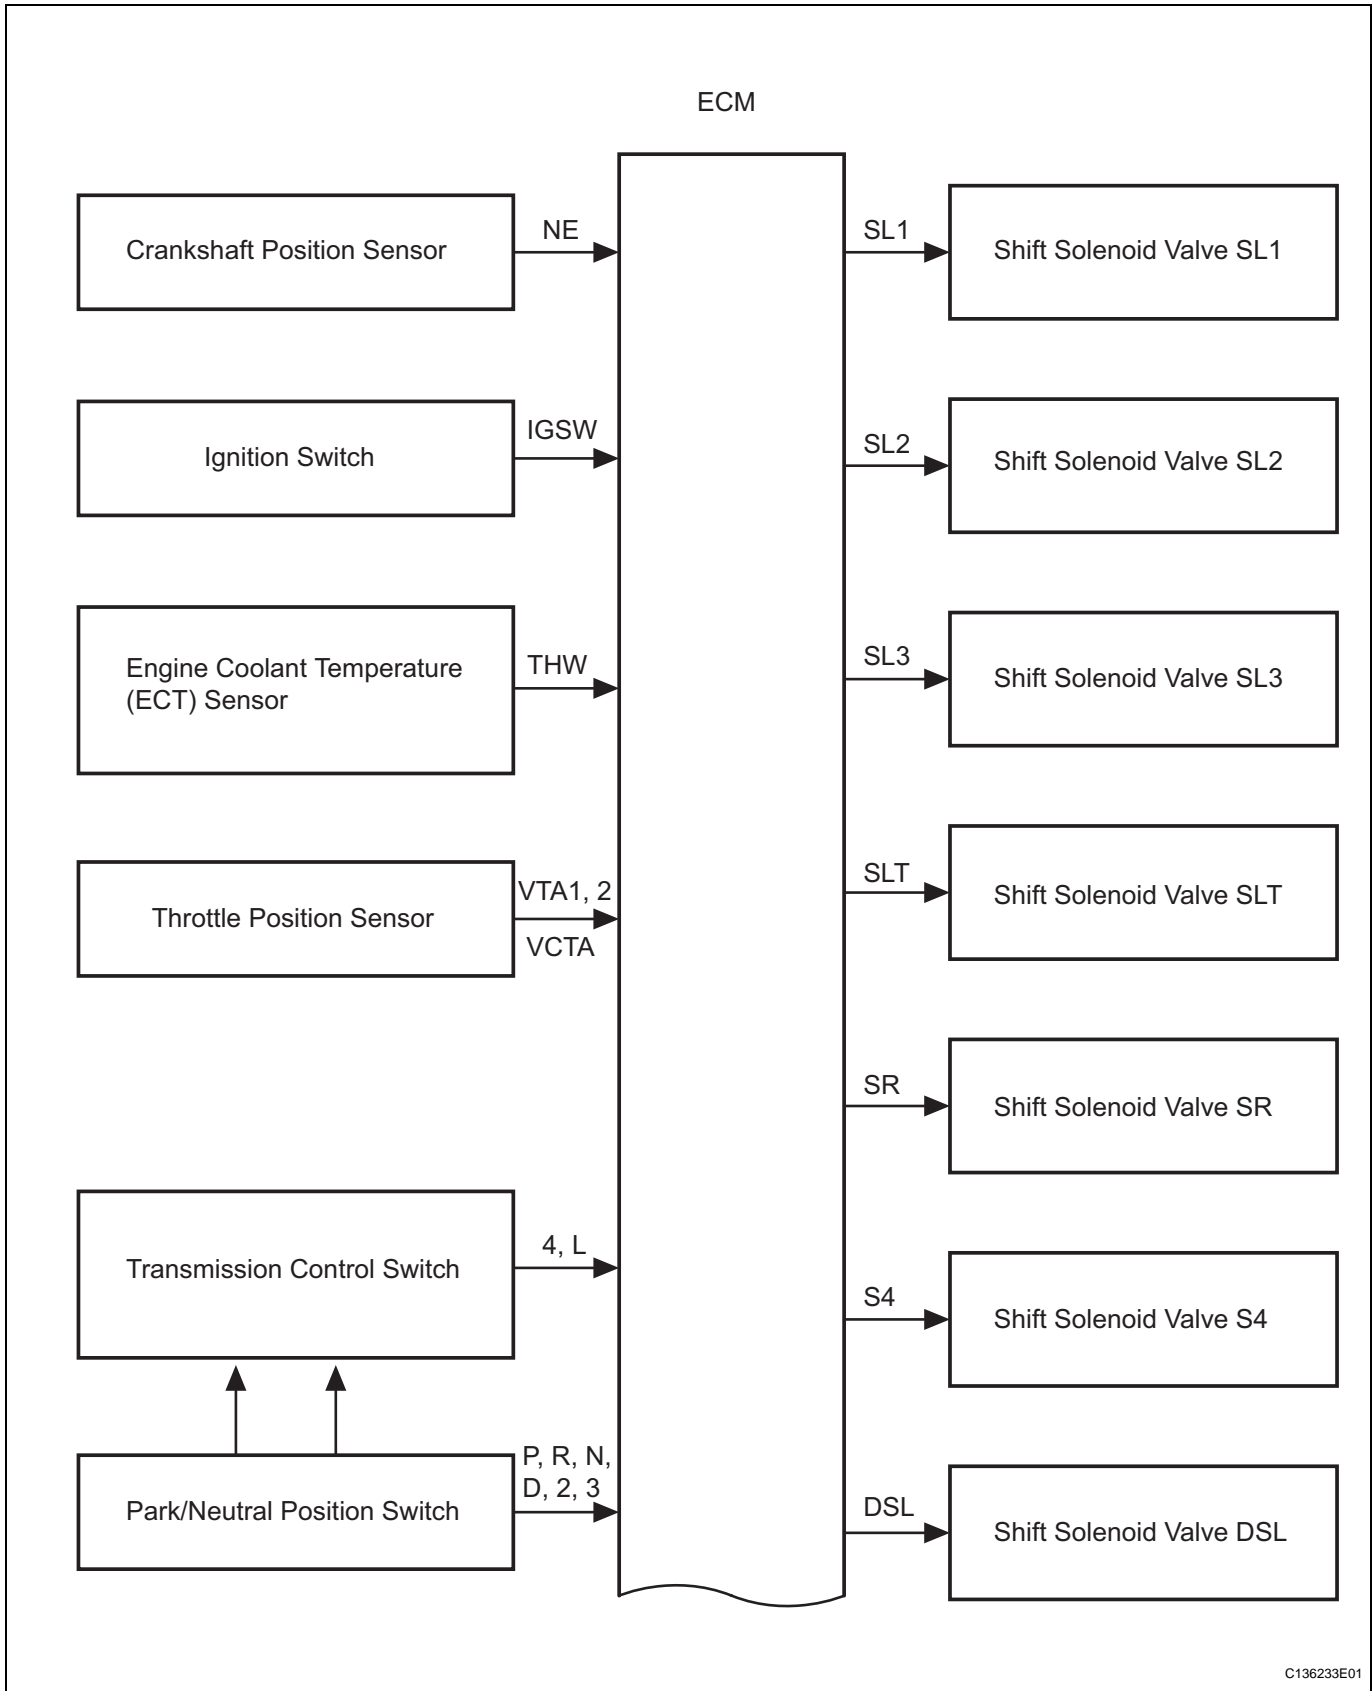 ECM
Crankshaft Position Sensor
NE
Ignition Switch
IGSW
Engine Coolant Temperature
(ECT) Sensor
THW
Throttle Position Sensor
VTA1, 2
VCTA
Transmission Control Switch
4, L
Park/Neutral Position Switch
P, R, N,
D, 2, 3
SL1
Shift Solenoid Valve SL1
SL2
Shift Solenoid Valve SL2
SL3
Shift Solenoid Valve SL3
SLT
Shift Solenoid Valve SLT
SR
Shift Solenoid Valve SR
S4
Shift Solenoid Valve S4
DSL
Shift Solenoid Valve DSL
C136233E01